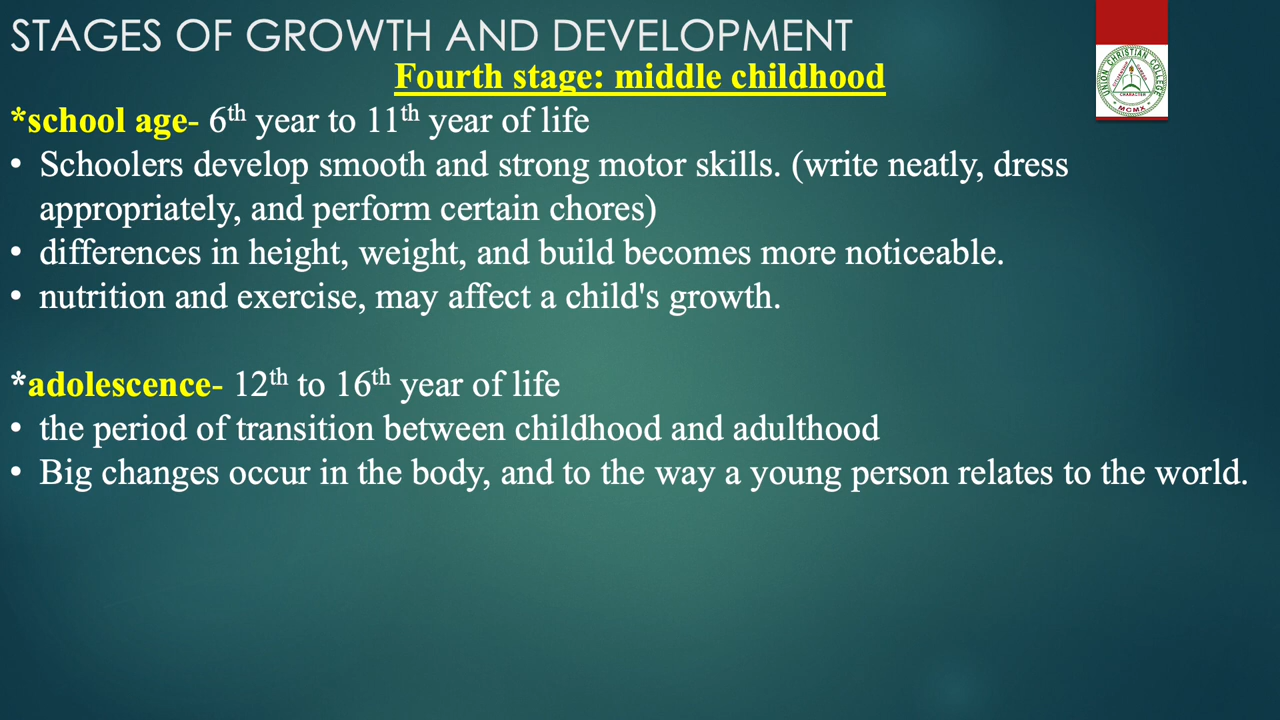 STAGES OF GROWTH AND DEVELOPMENT
UNION CHRISTIAN COLLEGE
CHARACTER
MCMX
Fourth stage: middle childhood
*school age- 6th year to 11th year of life
• Schoolers develop smooth and strong motor skills. (write neatly, dress
appropriately, and perform certain chores)
• differences in height, weight, and build becomes more noticeable.
• nutrition and exercise, may affect a child's growth.
*adolescence- 12th to 16th year of life
• the period of transition between childhood and adulthood
• Big changes occur in the body, and to the way a young person relates to the world.